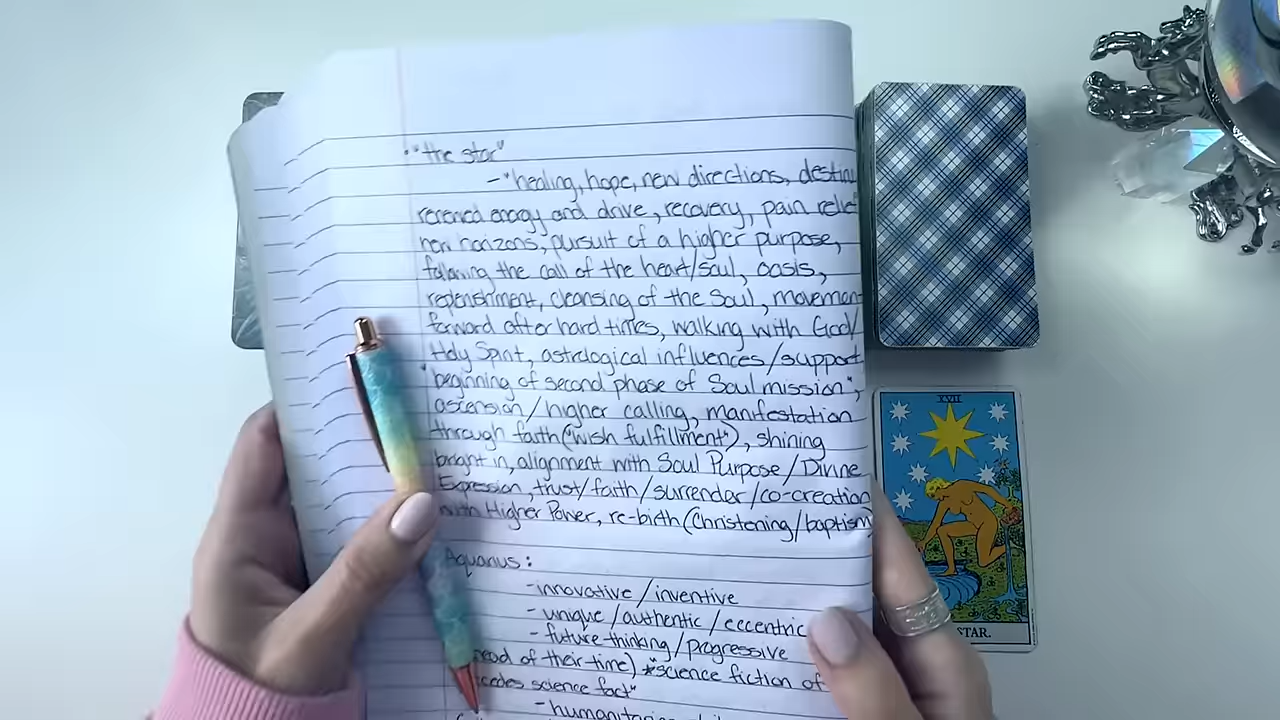 • "the star"
- "healing, hope, new directions,
renewed energy and drive, recovery, pain
new horizons, pursuit of a higher purpose,
following the call of the heart/soul, oasis,
replenishment, cleansing of the Soul, movement
forward after hard times, walking with God/
Holy Spirit, astrological influences/support
"beginning of second phase of Soul mission",
ascension/higher calling, manifestation
through faith ("wish fulfillment"), shining
bright in, alignment with Soul Purpose/Divine
Expression, trust/faith/surrender/co-creation
with Higher Power, re-birth (Christening/baptism)
Aquarius:
- innovative/inventive
- unique/authentic/eccentric
- future-thinking/progressive
of their time) *"science fiction of
science fact"
XVII
STAR.